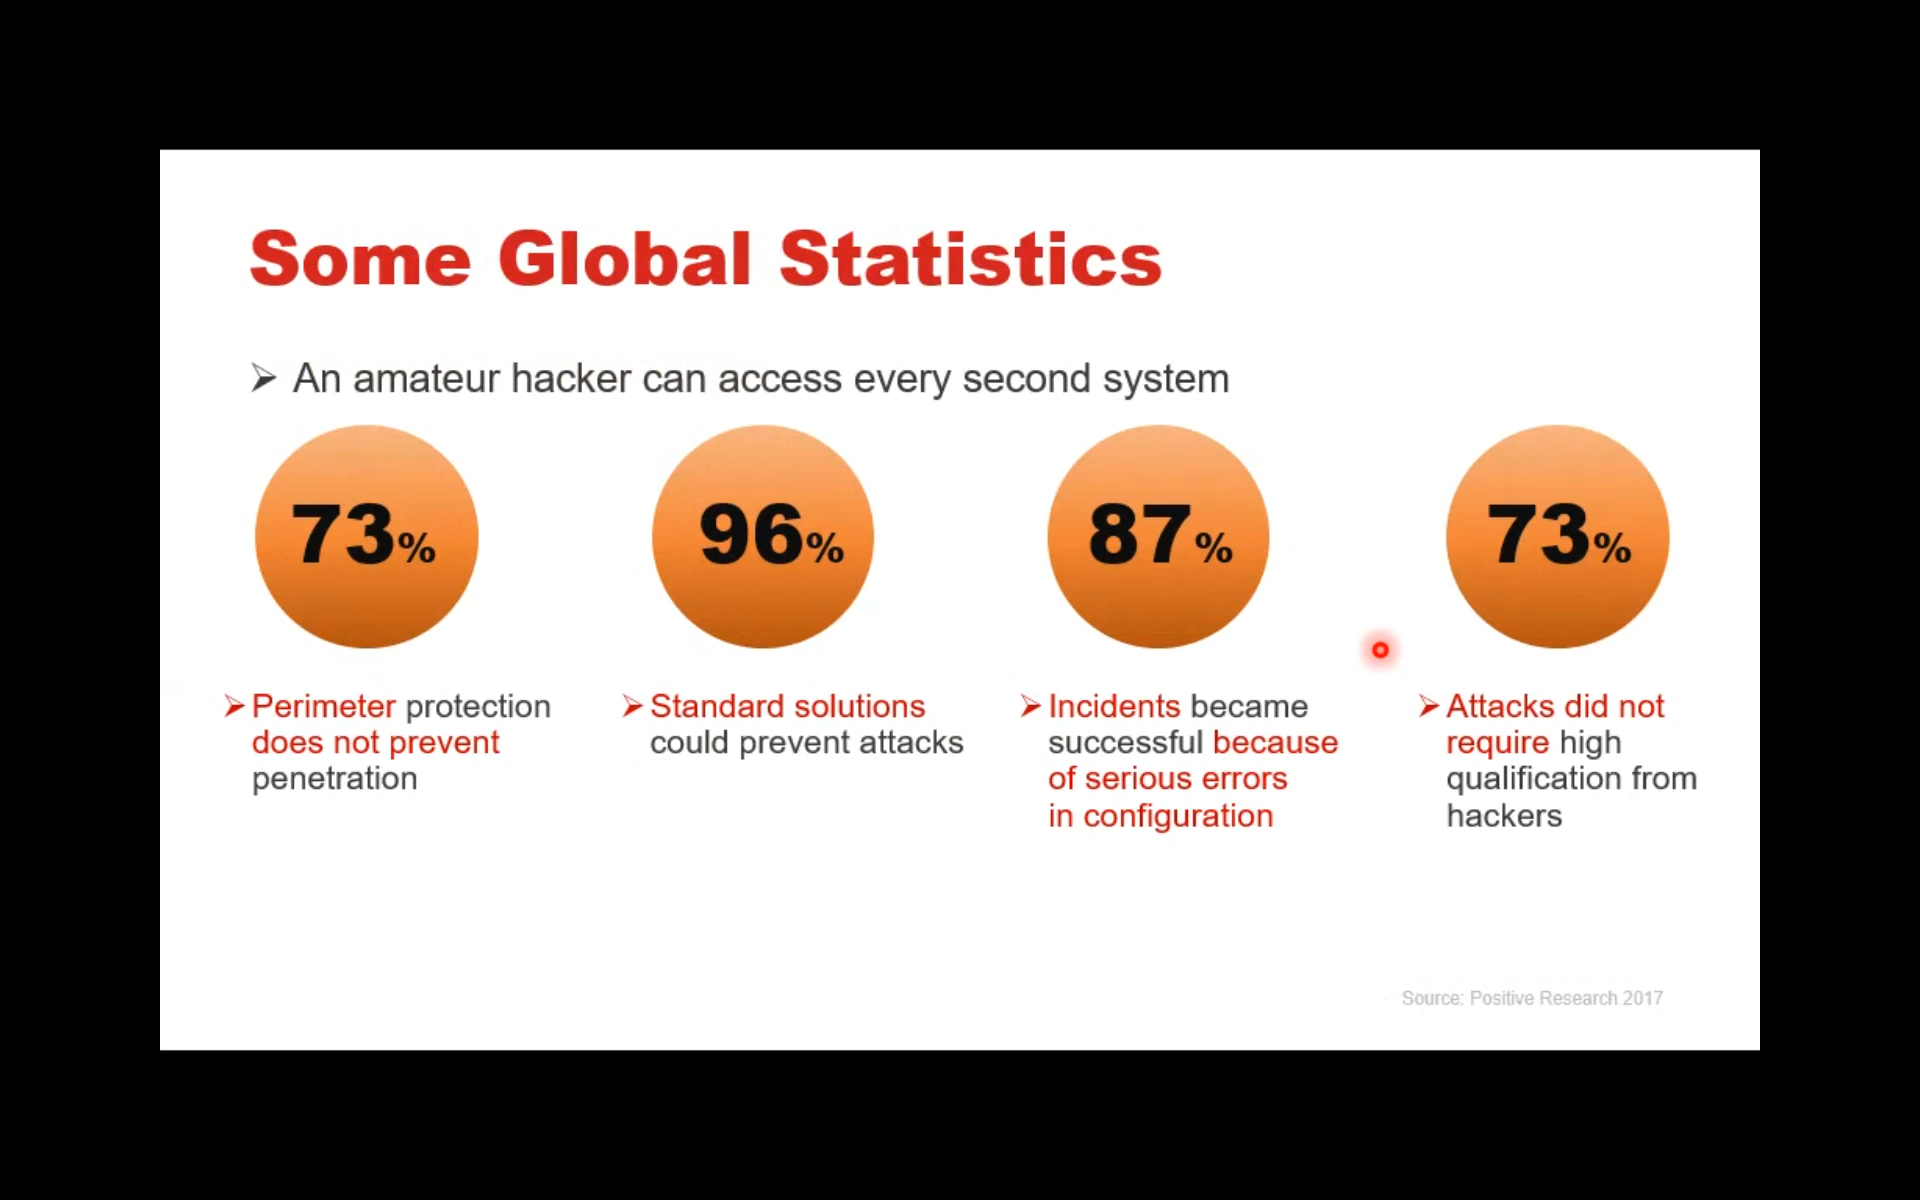 Some Global Statistics
➢ An amateur hacker can access every second system
73%
96%
87%
73%
➢ Perimeter protection
does not prevent
penetration
➢ Standard solutions
could prevent attacks
➢ Incidents became
successful because
of serious errors
in configuration
➢ Attacks did not
require high
qualification from
hackers
Source: Positive Research 2017